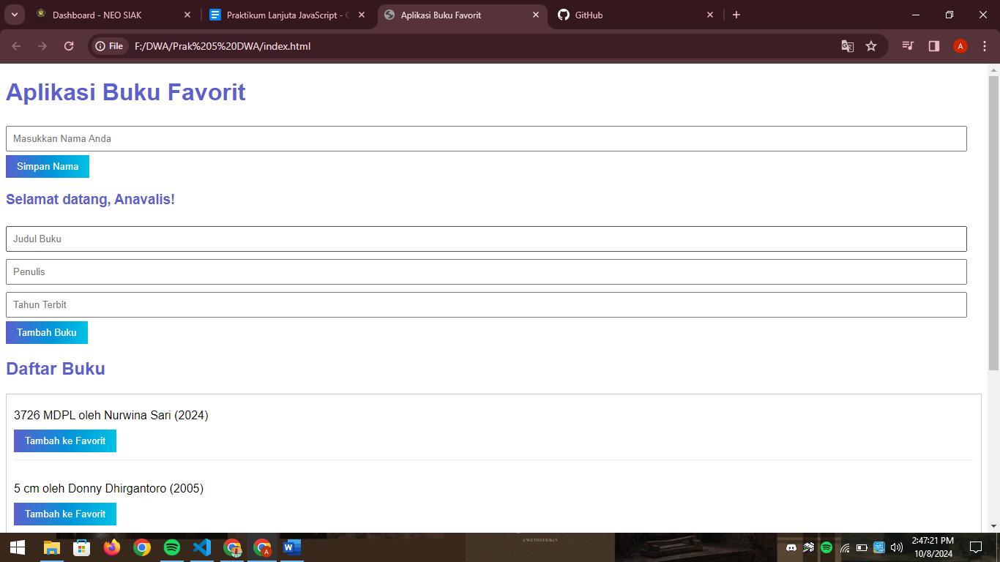 Dashboard - NEO SIAK
Praktikum Lanjuta JavaScript -
Aplikasi Buku Favorit
GitHub
File
F:/DWA/Prak%205%20DWA/index.html
A
Aplikasi Buku Favorit
Masukkan Nama Anda
Simpan Nama
Selamat datang, Anavalis!
Judul Buku
Penulis
Tahun Terbit
Tambah Buku
Daftar Buku
3726 MDPL oleh Nurwina Sari (2024)
Tambah ke Favorit
5 cm oleh Donny Dhirgantoro (2005)
Tambah ke Favorit
2:47:21 PM
10/8/2024